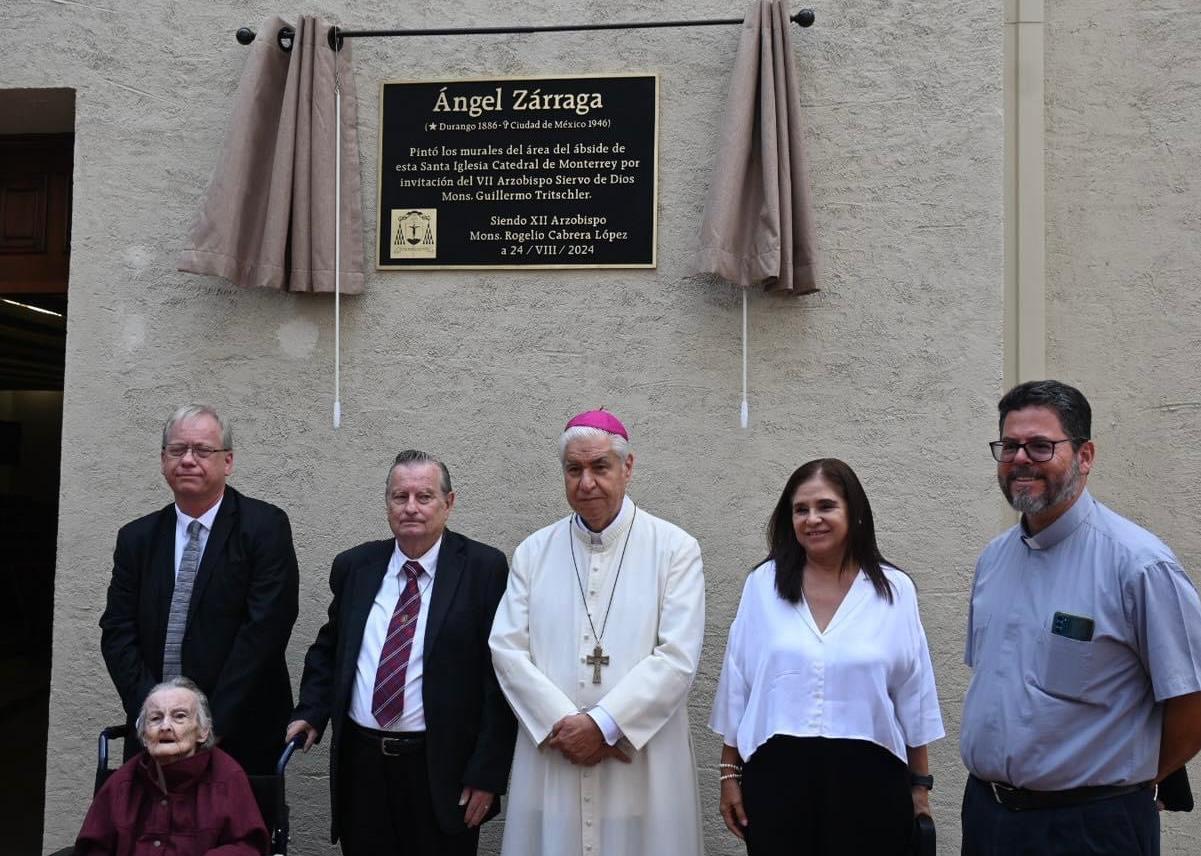 Ángel Zárraga
(★ Durango 1886-✞ Ciudad de México 1946)
Pintó los murales del área del ábside de
esta Santa Iglesia Catedral de Monterrey por
invitación del VII Arzobispo Siervo de Dios
Mons. Guillermo Tritschler.
Siendo XII Arzobispo
Mons. Rogelio Cabrera López
a 24 / VIII / 2024